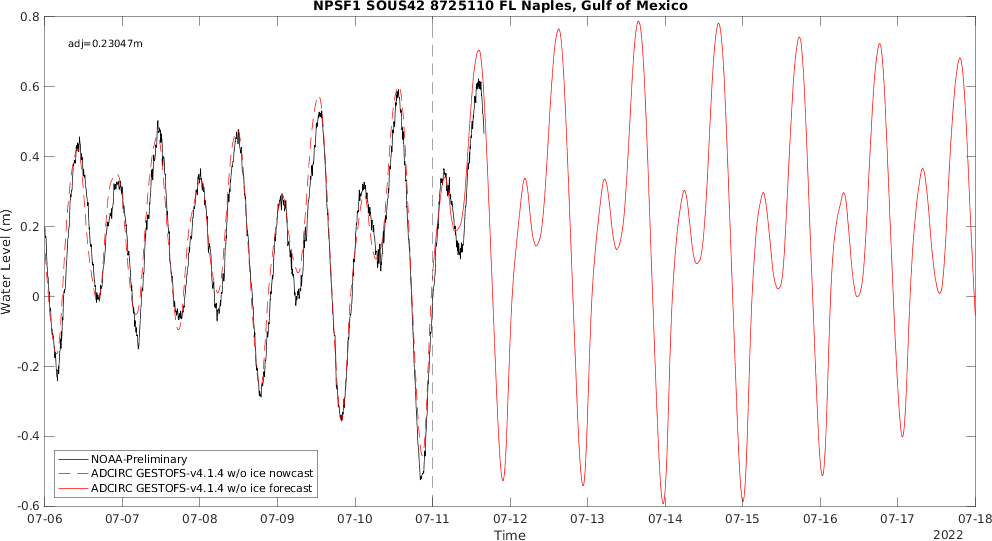 NPSF1 SOUS42 8725110 FL Naples, Gulf of Mexico
0.8
adj=0.23047m
0.6
0.4
0.2
0
-0.2
-0.4
-0.6
Water Level (m)
NOAA-Preliminary
ADCIRC GESTOFS-v4.1.4 w/o ice nowcast
ADCIRC GESTOFS-v4.1.4 w/o ice forecast
07-06 07-07 07-08 07-09 07-10 07-11 07-12 07-13 07-14 07-15 07-16 07-17 07-18
Time
2022